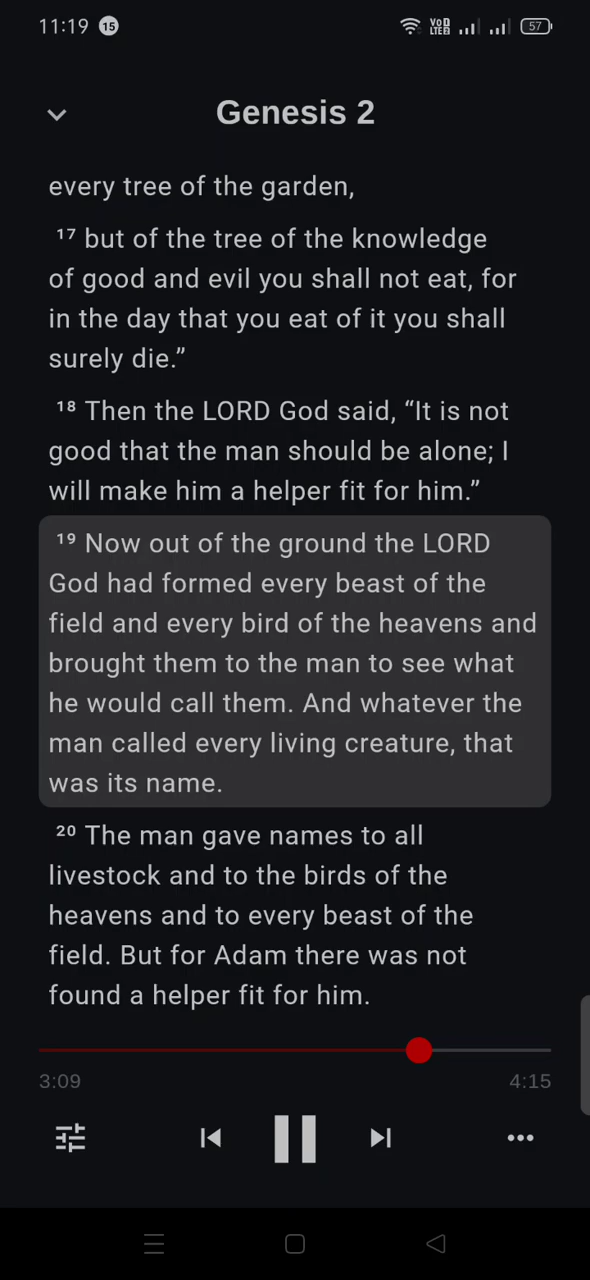 11:19 15 VoD LTE2 57
Genesis 2
every tree of the garden,
17 but of the tree of the knowledge
of good and evil you shall not eat, for
in the day that you eat of it you shall
surely die.”
18 Then the LORD God said, “It is not
good that the man should be alone; I
will make him a helper fit for him.”
19 Now out of the ground the LORD
God had formed every beast of the
field and every bird of the heavens and
brought them to the man to see what
he would call them. And whatever the
man called every living creature, that
was its name.
20 The man gave names to all
livestock and to the birds of the
heavens and to every beast of the
field. But for Adam there was not
found a helper fit for him.
3:09 4:15